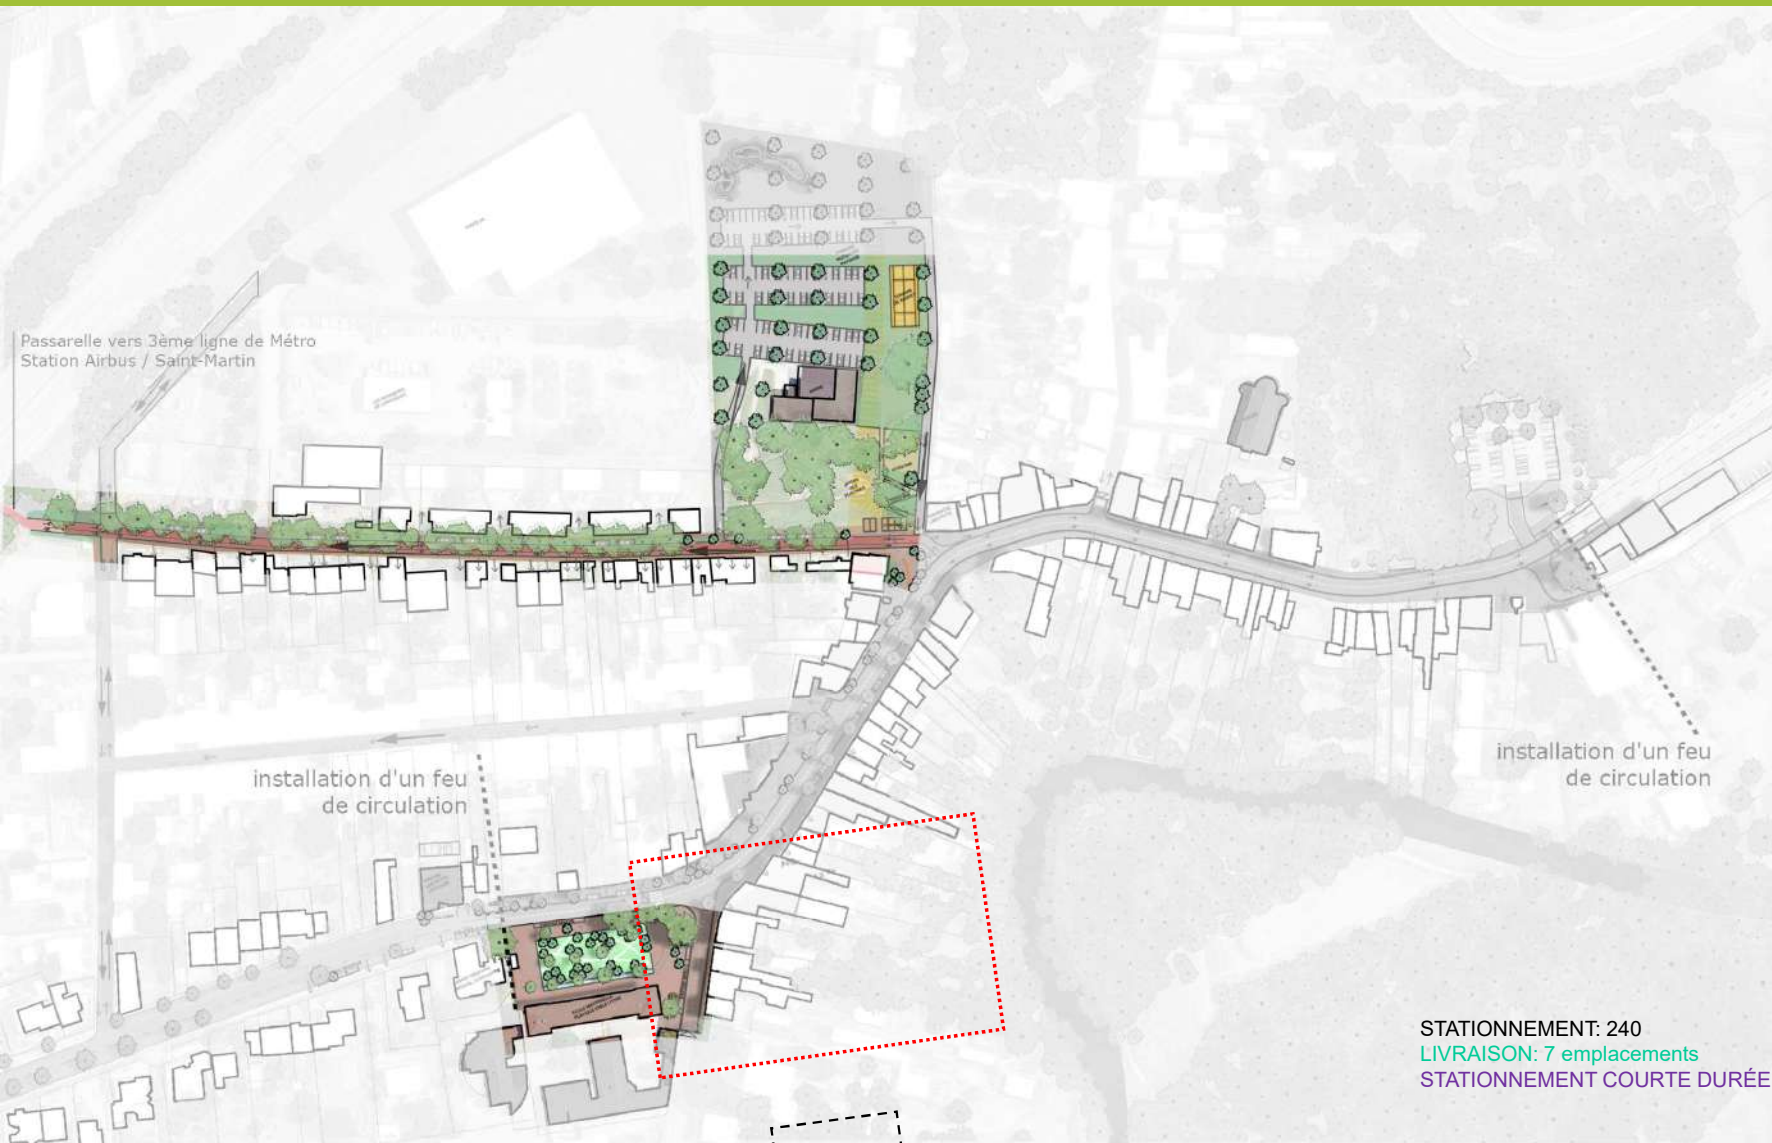 Passarelle vers 3ème ligne de Métro
Station Airbus / Saint-Martin
installation d'un feu
de circulation
installation d'un feu
de circulation
STATIONNEMENT: 240
LIVRAISON: 7 emplacements
STATIONNEMENT COURTE DURÉE